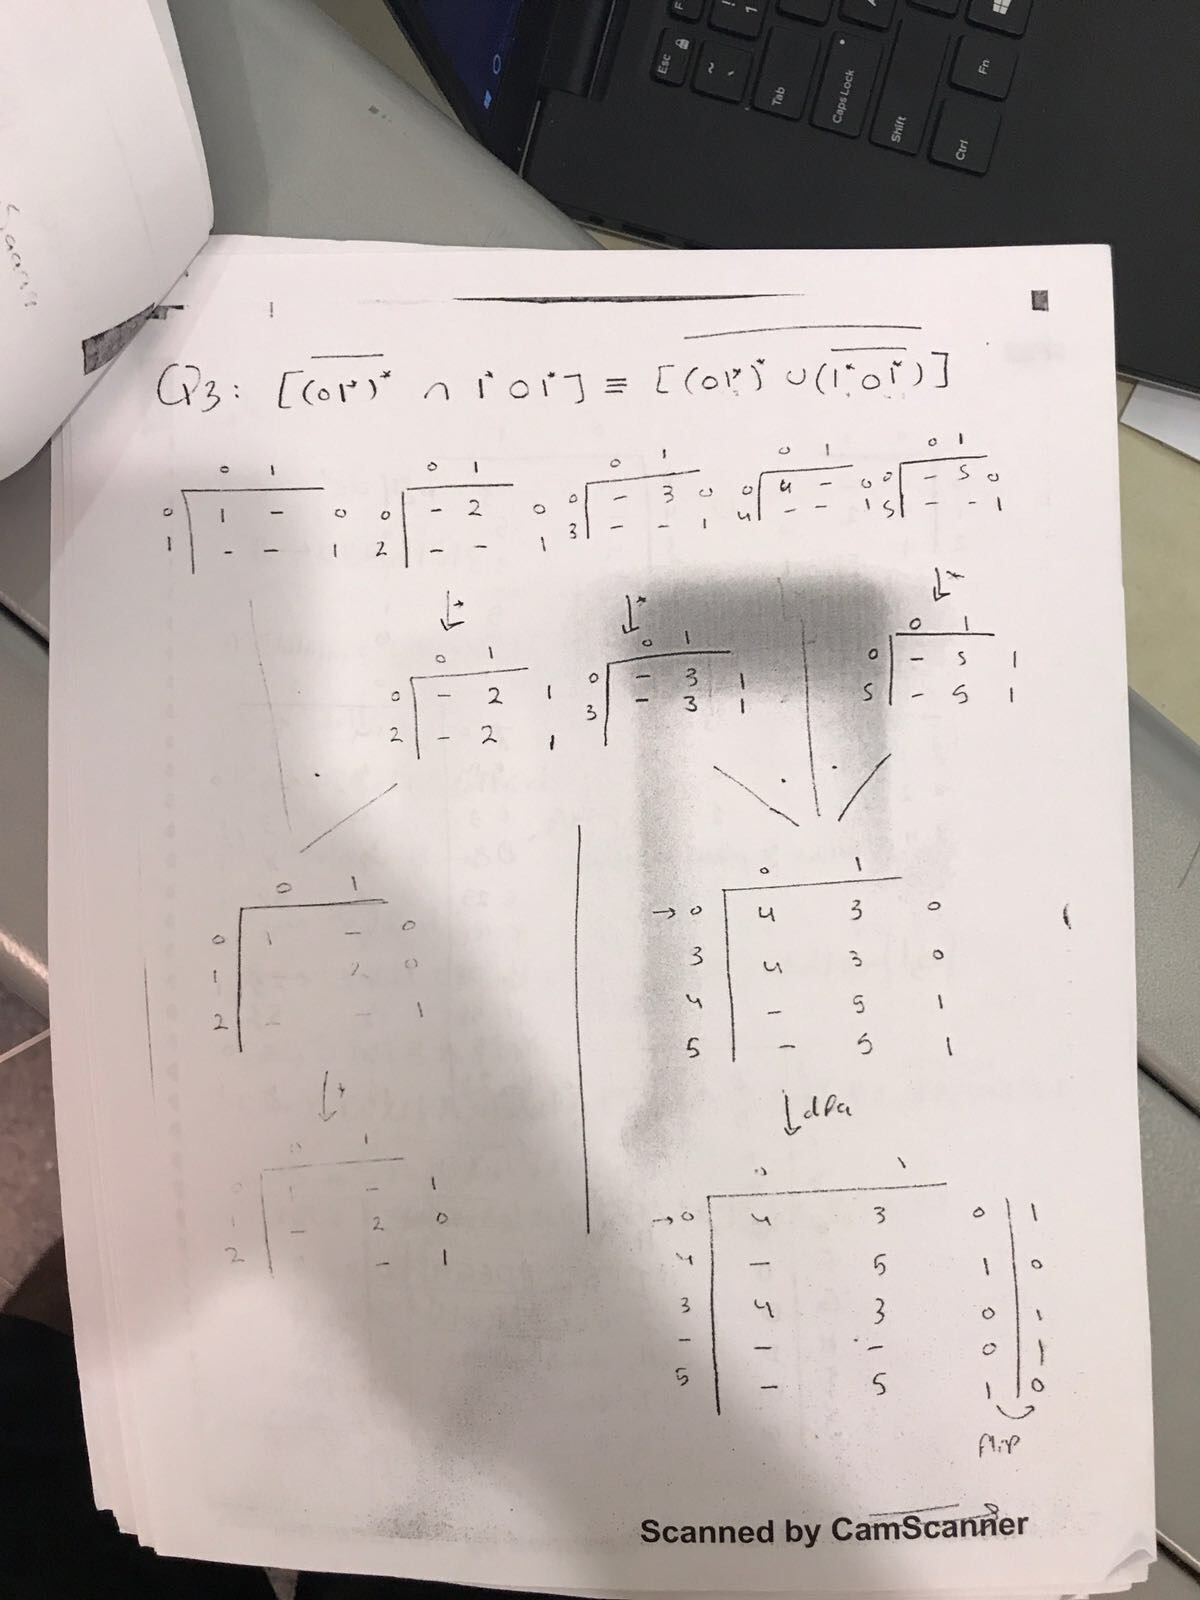 Esc
~ `
Tab
Caps Lock
Shift
Fn
Ctrl
Q3: [(01*)* ∩ 1*01*] ≡ [(01*)* ∪ (1*01*)]
0 1
0 1 - 0
1 - - 1
0 1
0 - 2 0
2 - - 1
0 1
0 - 3 0
3 - - 1
0 1
0 4 - 0
4 - - 1
0 1
0 - 5 0
5 - - 1
↓* ↓* ↓*
0 1
0 - 2 1
2 - 2 1
0 1
0 - 3 1
3 - 3 1
0 1
0 - 5 1
5 - 5 1
0 1
0 1 - 0
1 2 0
2 - 1
0 1
→ 0 4 3 0
3 4 3 0
4 - 5 1
5 - 5 1
↓*
1
1 - 1
1 - 2 0
2 - 1
↓ dfa
0 1
→ 0 4 3 0 1
4 - 5 1 0
3 4 3 0 1
- - - 0 1
5 - 5 1 0
flip
Scanned by CamScanner